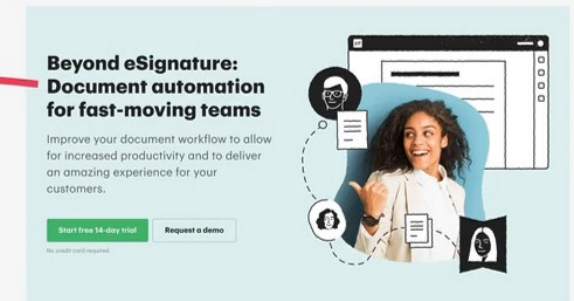 Beyond eSignature:
Document automation
for fast-moving teams
Improve your document workflow to allow
for increased productivity and to deliver
an amazing experience for your
customers.
Start free 14-day trial
Request a demo
No credit card required